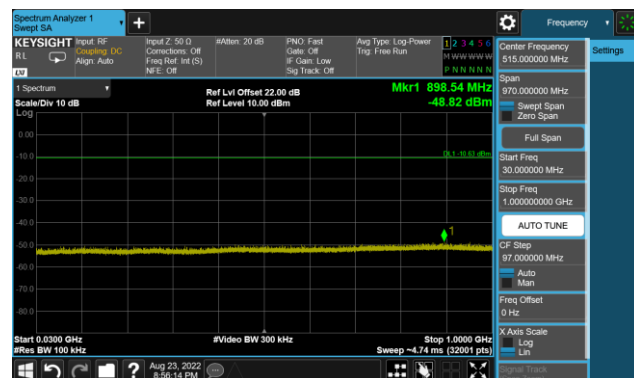 Spectrum Analyzer 1
Swept SA
Frequency
KEYSIGHT
RL
LXI
Input: RF
Coupling: DC
Align: Auto
Input Z: 50 Ω
Corrections: Off
Freq Ref: Int (S)
NFE: Off
#Atten: 20 dB
PNO: Fast
Gate: Off
IF Gain: Low
Sig Track: Off
Avg Type: Log-Power
Trig: Free Run
1 2 3 4 5 6
M W W W W W
P N N N N N
Center Frequency
515.000000 MHz
Settings
1 Spectrum
Scale/Div 10 dB
Log
Ref Lvl Offset 22.00 dB
Ref Level 10.00 dBm
Mkr1 898.54 MHz
-48.82 dBm
Span
970.000000 MHz
Swept Span
Zero Span
Full Span
Start Freq
30.000000 MHz
Stop Freq
1.000000000 GHz
AUTO TUNE
CF Step
97.000000 MHz
Auto
Man
Freq Offset
0 Hz
X Axis Scale
Log
Lin
Signal Track
0.00
-10.0
DL1 -10.63 dBm
-20.0
-30.0
-40.0
1
-50.0
-60.0
-70.0
-80.0
Start 0.0300 GHz
#Res BW 100 kHz
#Video BW 300 kHz
Stop 1.0000 GHz
Sweep ~4.74 ms (32001 pts)
?
Aug 23, 2022
8:56:14 PM